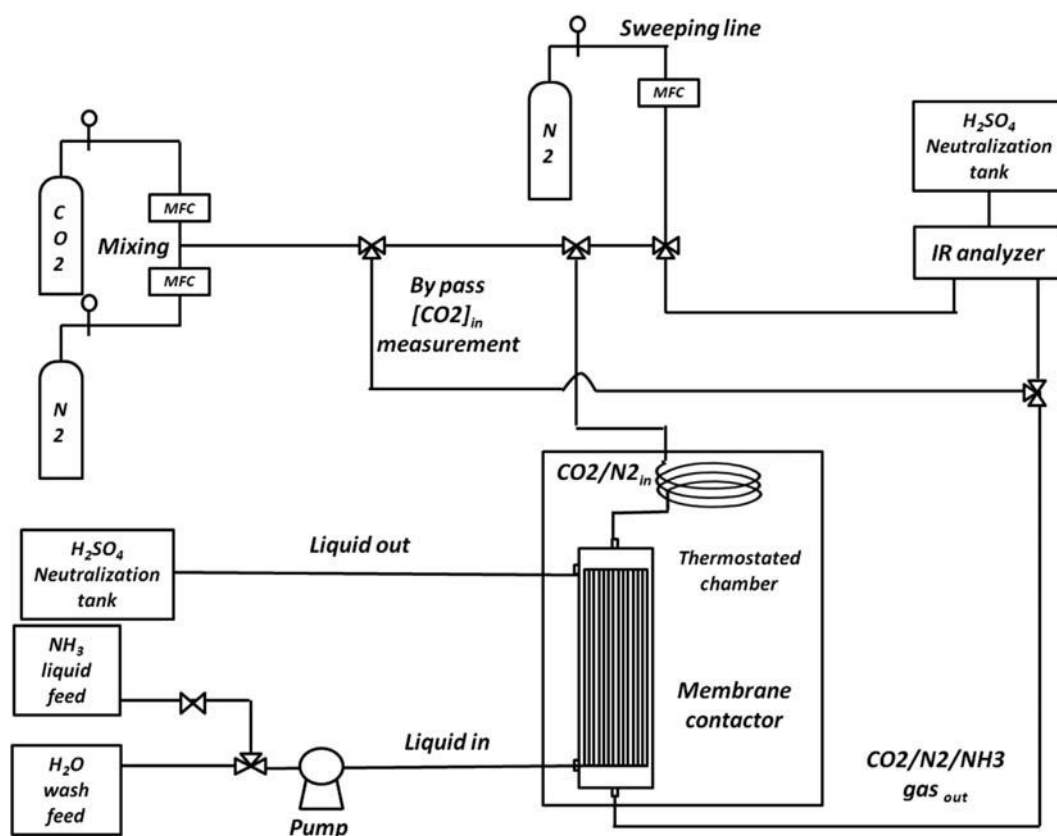 Sweeping line
MFC
N
2
H₂SO₄
Neutralization
tank
C
O2
MFC
Mixing
MFC
IR analyzer
By pass
[CO2]in
measurement
N
2
CO2/N2in
H₂SO₄
Neutralization
tank
Liquid out
Thermostated
chamber
NH₃
liquid
feed
Membrane
contactor
H₂O
wash
feed
Liquid in
Pump
CO2/N2/NH3
gas out